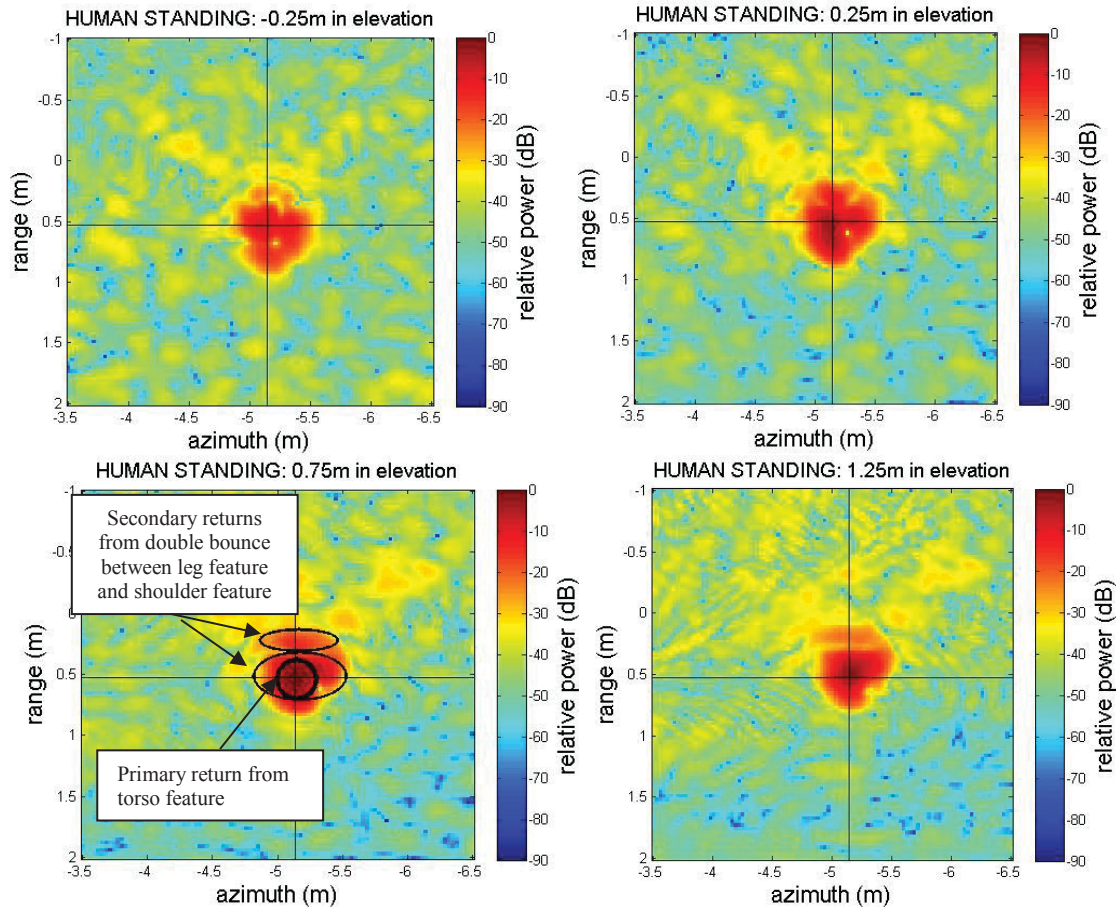 HUMAN STANDING: -0.25m in elevation
-1
-0.5
0
0.5
1
1.5
2
range (m)
-3.5 -4 -4.5 -5 -5.5 -6 -6.5
azimuth (m)
0
-10
-20
-30
-40
-50
-60
-70
-80
-90
relative power (dB)
HUMAN STANDING: 0.25m in elevation
-1
-0.5
0
0.5
1
1.5
2
range (m)
-3.5 -4 -4.5 -5 -5.5 -6 -6.5
azimuth (m)
0
-10
-20
-30
-40
-50
-60
-70
-80
-90
relative power (dB)
HUMAN STANDING: 0.75m in elevation
-1
-0.5
0
0.5
1
1.5
2
range (m)
Secondary returns
from double bounce
between leg feature
and shoulder feature
Primary return from
torso feature
-3.5 -4 -4.5 -5 -5.5 -6 -6.5
azimuth (m)
0
-10
-20
-30
-40
-50
-60
-70
-80
-90
relative power (dB)
HUMAN STANDING: 1.25m in elevation
-1
-0.5
0
0.5
1
1.5
2
range (m)
-3.5 -4 -4.5 -5 -5.5 -6 -6.5
azimuth (m)
0
-10
-20
-30
-40
-50
-60
-70
-80
-90
relative power (dB)